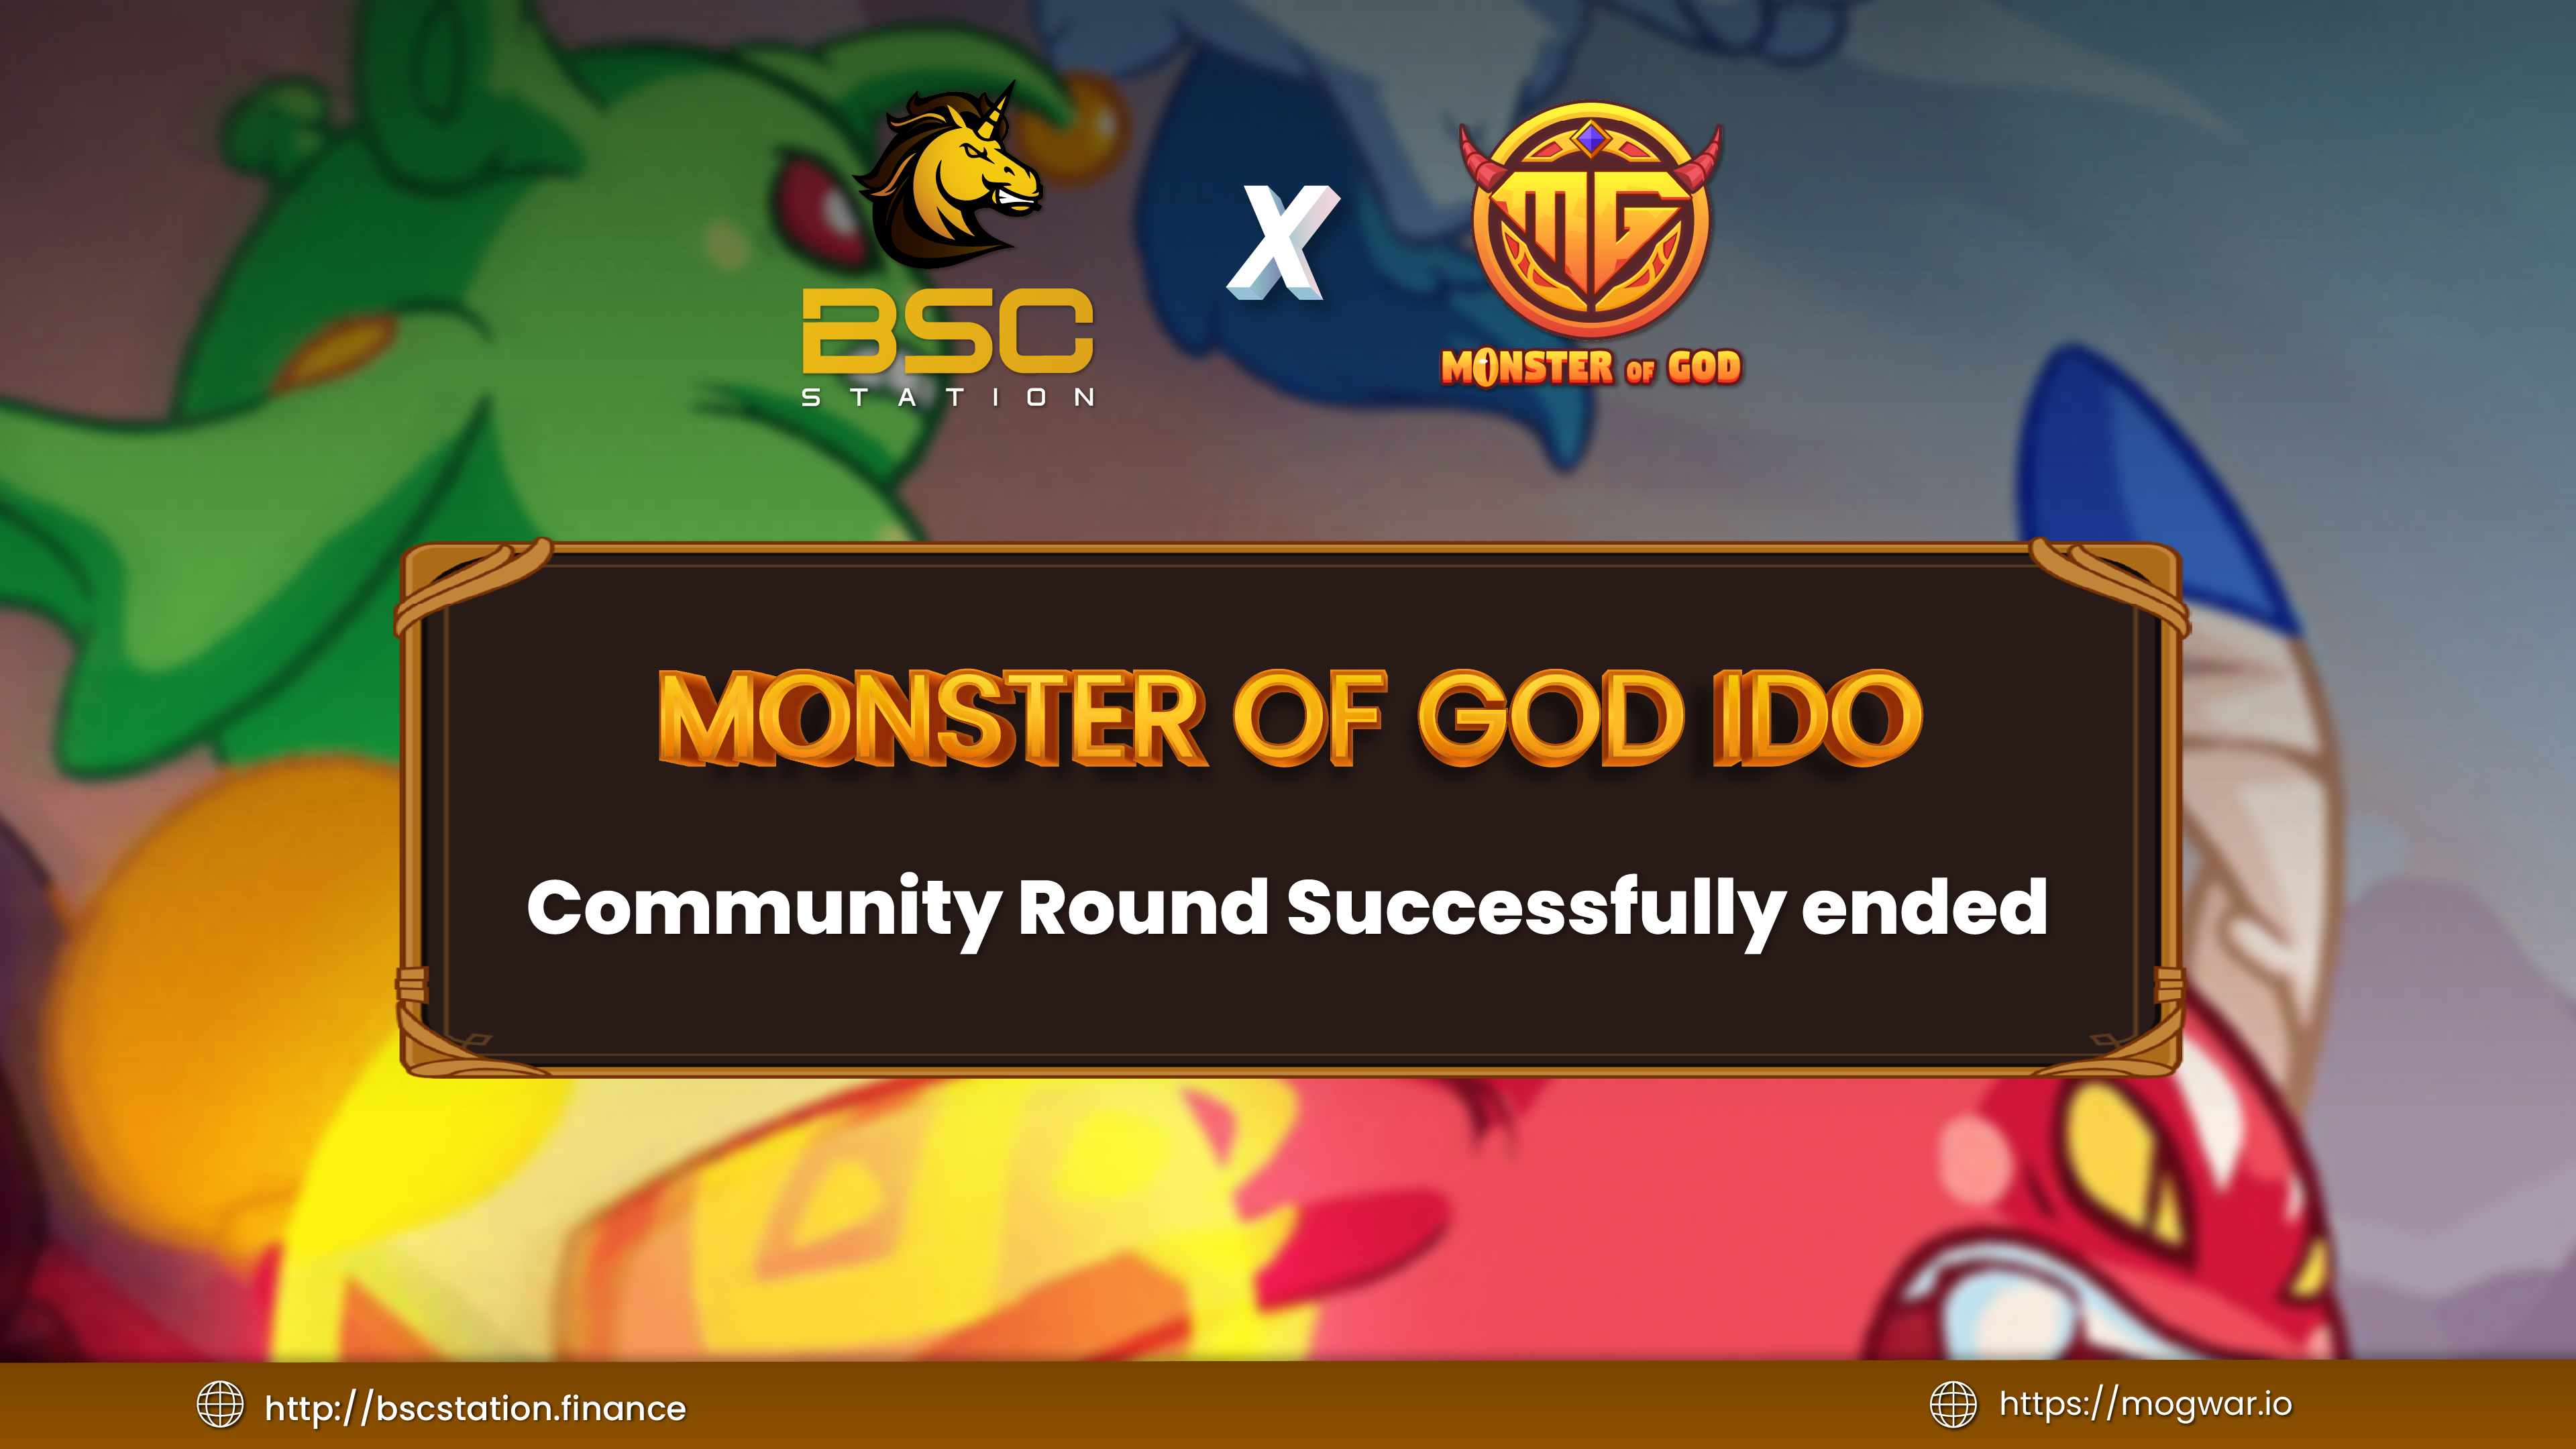 BSC
STATION
X
MG
MONSTER OF GOD
MONSTER OF GOD IDO
Community Round Successfully ended
http://bscstation.finance
https://mogwar.io